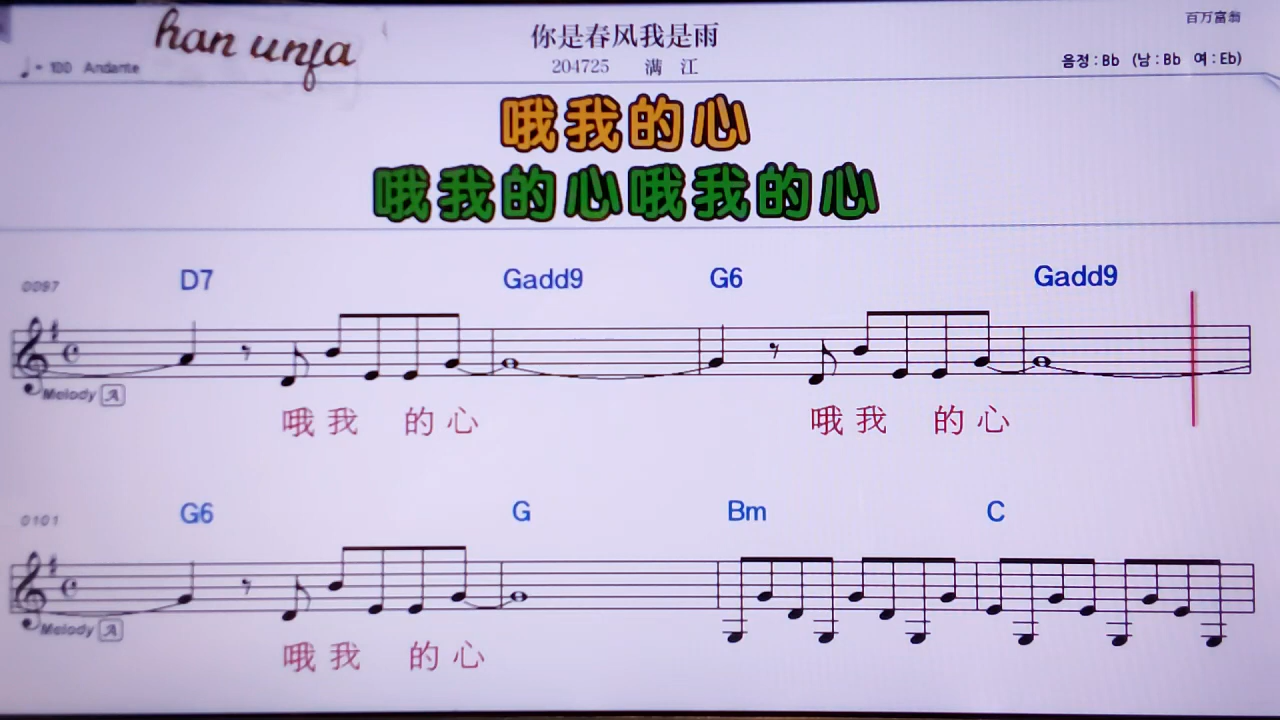 han unfa
你是春风我是雨
百万富翁
♩= 100 Andante
204725 满 江
음정 : Bb (남 : Bb 여 : Eb)
哦我的心
哦我的心哦我的心
0097 D7 Gadd9 G6 Gadd9
Melody A
哦 我 的 心 哦 我 的 心
0101 G6 G Bm C
Melody A
哦 我 的 心